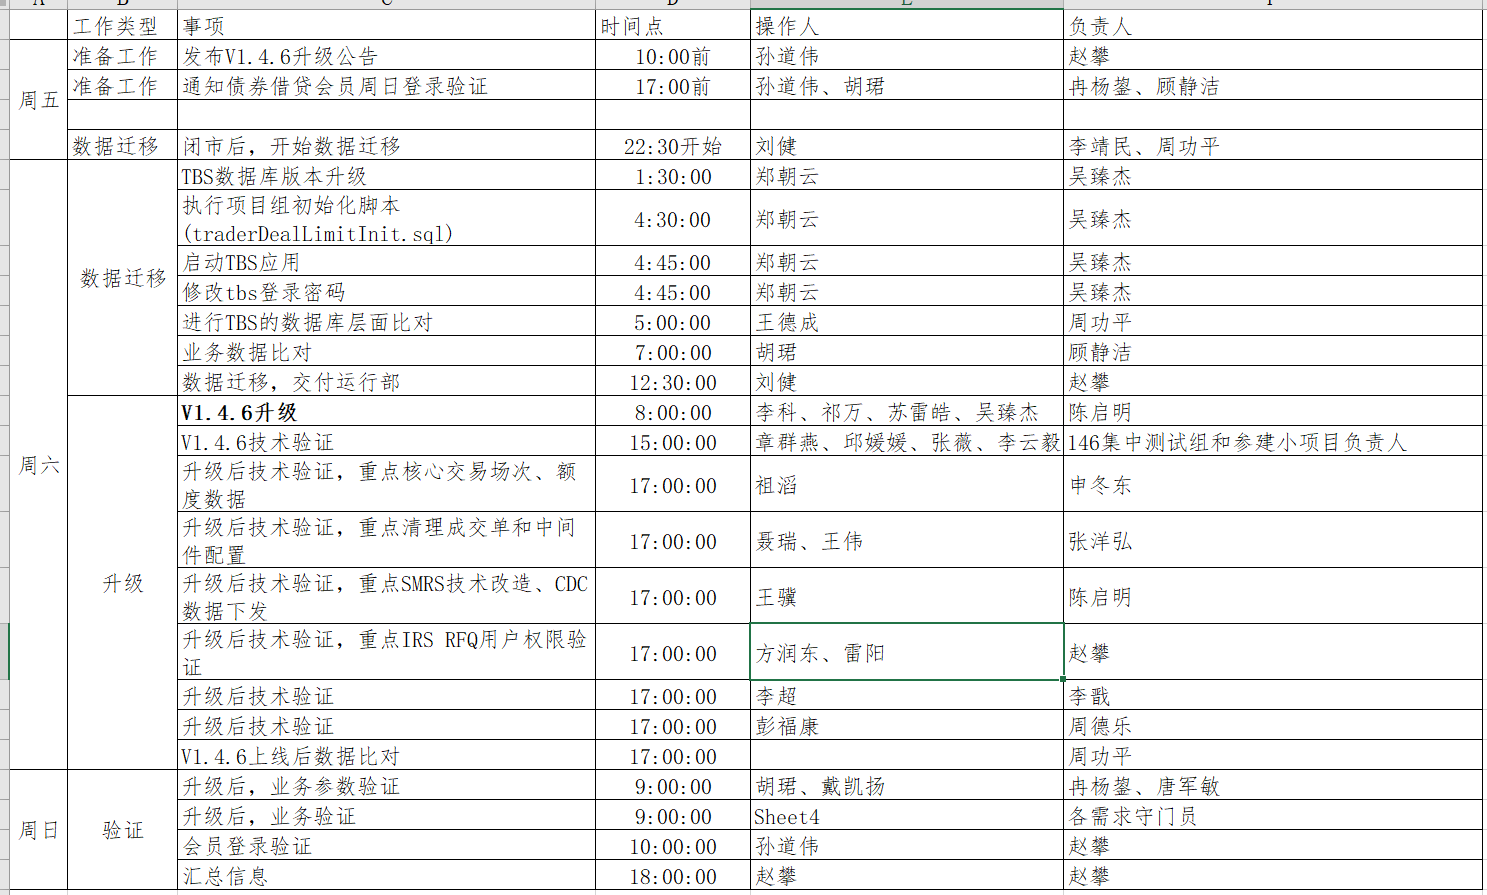 工作类型 事项 时间点 操作人 负责人
周五
准备工作 发布V1.4.6升级公告 10:00前 孙道伟 赵攀
准备工作 通知债券借贷会员周日登录验证 17:00前 孙道伟、胡珺 冉杨鋆、顾静洁
数据迁移 闭市后，开始数据迁移 22:30开始 刘健 李靖民、周功平
周六
数据迁移
TBS数据库版本升级 1:30:00 郑朝云 吴臻杰
执行项目组初始化脚本
(traderDealLimitInit.sql) 4:30:00 郑朝云 吴臻杰
启动TBS应用 4:45:00 郑朝云 吴臻杰
修改tbs登录密码 4:45:00 郑朝云 吴臻杰
进行TBS的数据库层面比对 5:00:00 王德成 周功平
业务数据比对 7:00:00 胡珺 顾静洁
数据迁移，交付运行部 12:30:00 刘健 赵攀
升级
V1.4.6升级 8:00:00 李科、祁万、苏雷皓、吴臻杰 陈启明
V1.4.6技术验证 15:00:00 章群燕、邱媛媛、张薇、李云毅 146集中测试组和参建小项目负责人
升级后技术验证，重点核心交易场次、额
度数据 17:00:00 祖滔 申冬东
升级后技术验证，重点清理成交单和中间
件配置 17:00:00 聂瑞、王伟 张洋弘
升级后技术验证，重点SMRS技术改造、CDC
数据下发 17:00:00 王骥 陈启明
升级后技术验证，重点IRS RFQ用户权限验
证 17:00:00 方润东、雷阳 赵攀
升级后技术验证 17:00:00 李超 李戬
升级后技术验证 17:00:00 彭福康 周德乐
V1.4.6上线后数据比对 17:00:00 周功平
周日
验证
升级后，业务参数验证 9:00:00 胡珺、戴凯扬 冉杨鋆、唐军敏
升级后，业务验证 9:00:00 Sheet4 各需求守门员
会员登录验证 10:00:00 孙道伟 赵攀
汇总信息 18:00:00 赵攀 赵攀